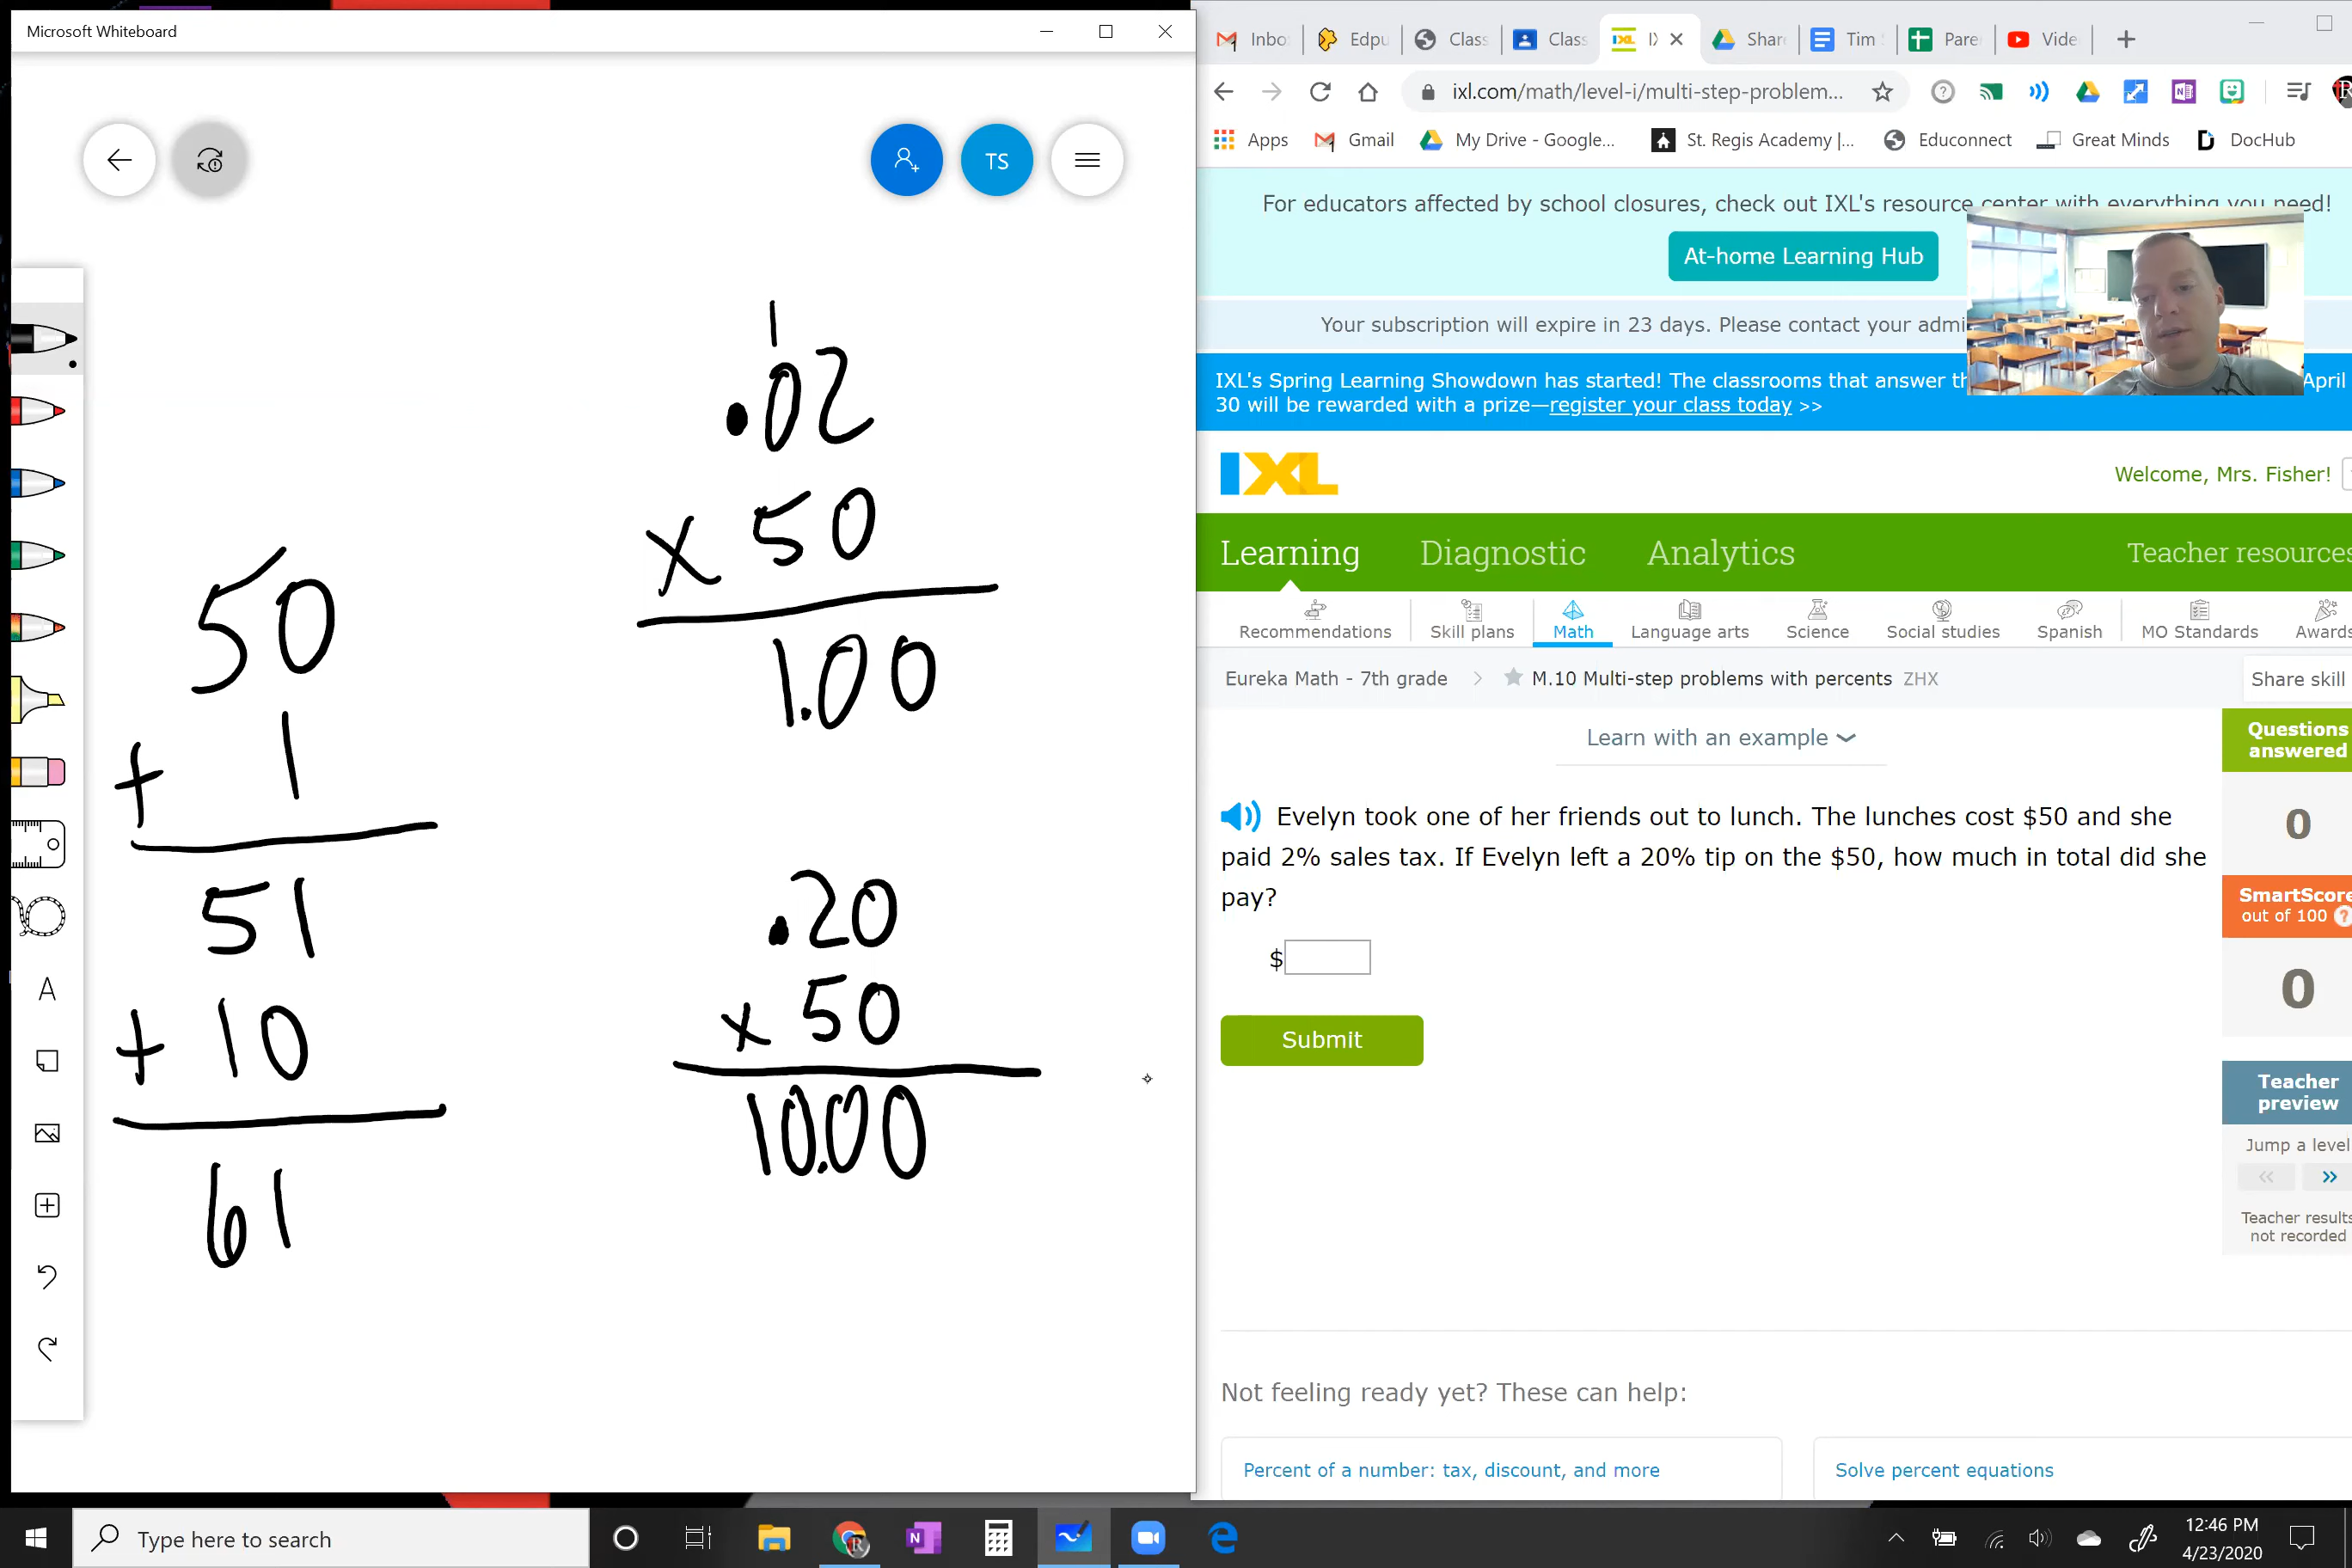 Microsoft Whiteboard
TS
1
.02
x 50
1.00
50
+ 1
51
+ 10
61
.20
x 50
10.00
A
Type here to search
Inbo
Edpu
Class
Class
Shar
Tim
Pare
Vide
ixl.com/math/level-i/multi-step-problem...
Apps
Gmail
My Drive - Google...
St. Regis Academy |...
Educonnect
Great Minds
DocHub
For educators affected by school closures, check out IXL's resource center with everything you need!
At-home Learning Hub
Your subscription will expire in 23 days. Please contact your admi
IXL's Spring Learning Showdown has started! The classrooms that answer th
April
30 will be rewarded with a prize—register your class today >>
IXL
Welcome, Mrs. Fisher!
Learning
Diagnostic
Analytics
Teacher resources
Recommendations
Skill plans
Math
Language arts
Science
Social studies
Spanish
MO Standards
Awards
Eureka Math - 7th grade > M.10 Multi-step problems with percents ZHX
Share skill
Learn with an example
Evelyn took one of her friends out to lunch. The lunches cost $50 and she
paid 2% sales tax. If Evelyn left a 20% tip on the $50, how much in total did she
pay?
$
Submit
Questions
answered
0
SmartScore
out of 100 ?
0
Teacher
preview
Jump a level
<<
>>
Teacher results
not recorded
Not feeling ready yet? These can help:
Percent of a number: tax, discount, and more
Solve percent equations
12:46 PM
4/23/2020